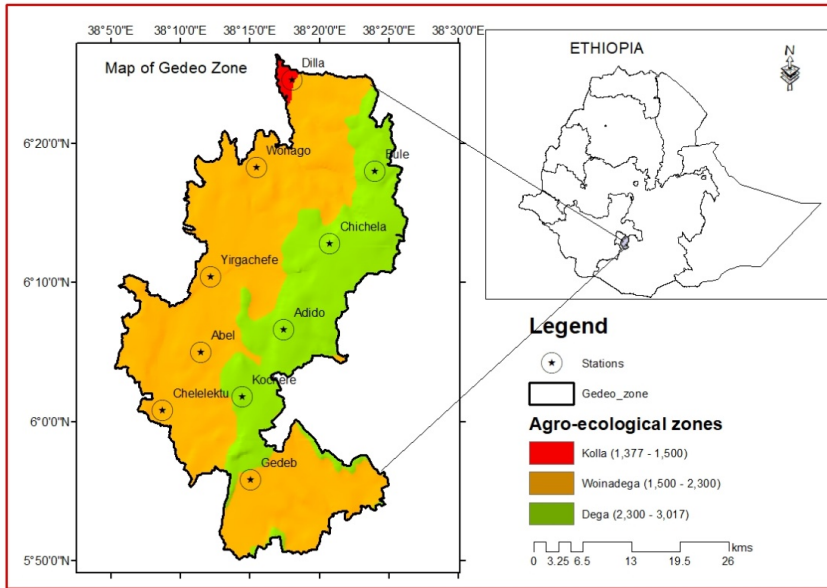 38°5'0"E 38°10'0"E 38°15'0"E 38°20'0"E 38°25'0"E 38°30'0"E
Map of Gedeo Zone
Dilla
6°20'0"N
Wonago
Bule
Chichela
6°10'0"N
Yirgachefe
Adido
Abel
Kochere
Chelelektu
6°0'0"N
Gedeb
5°50'0"N
ETHIOPIA
N
Legend
Stations
Gedeo_zone
Agro-ecological zones
Kolla (1,377 - 1,500)
Woinadega (1,500 - 2,300)
Dega (2,300 - 3,017)
kms
0 3.25 6.5 13 19.5 26